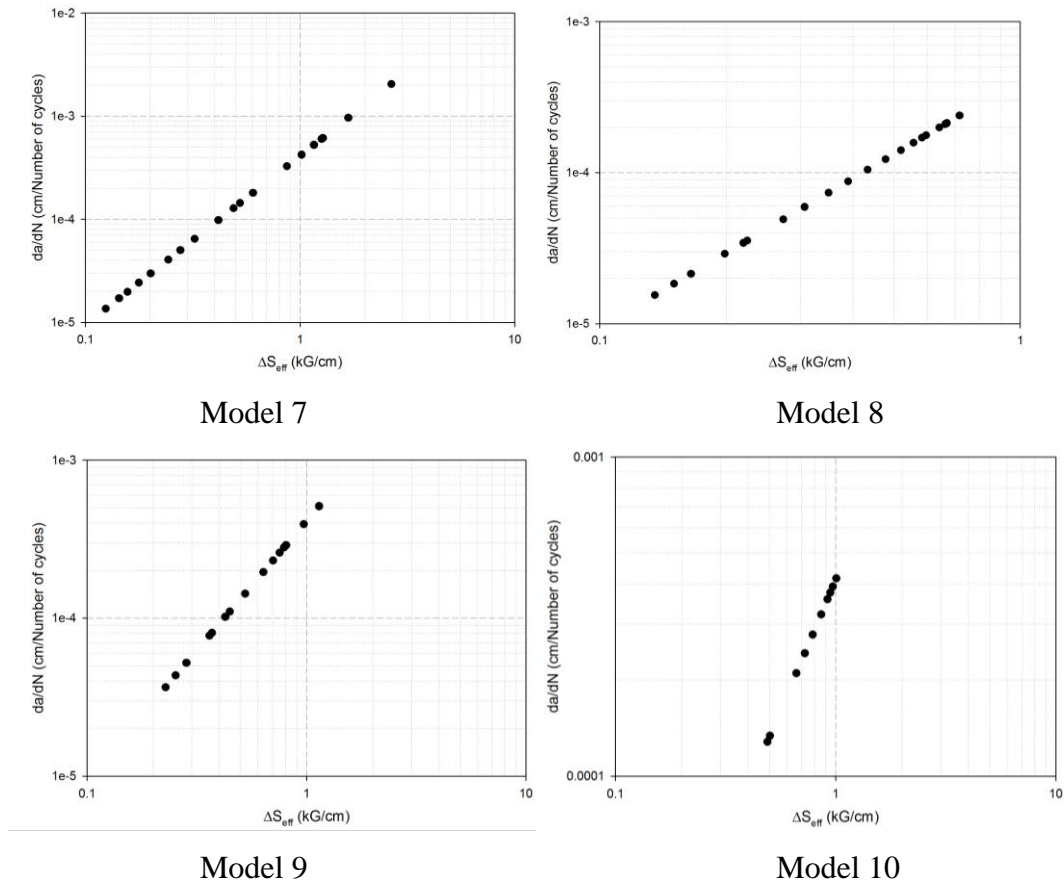 1e-2
1e-3
1e-4
1e-5
da/dN (cm/Number of cycles)
0.1 1 10
ΔS_eff (kG/cm)
Model 7
1e-3
1e-4
1e-5
da/dN (cm/Number of cycles)
0.1 1
ΔS_eff (kG/cm)
Model 8
1e-3
1e-4
1e-5
da/dN (cm/Number of cycles)
0.1 1 10
ΔS_eff (kG/cm)
Model 9
0.001
0.0001
da/dN (cm/Number of cycles)
0.1 1 10
ΔS_eff (kG/cm)
Model 10